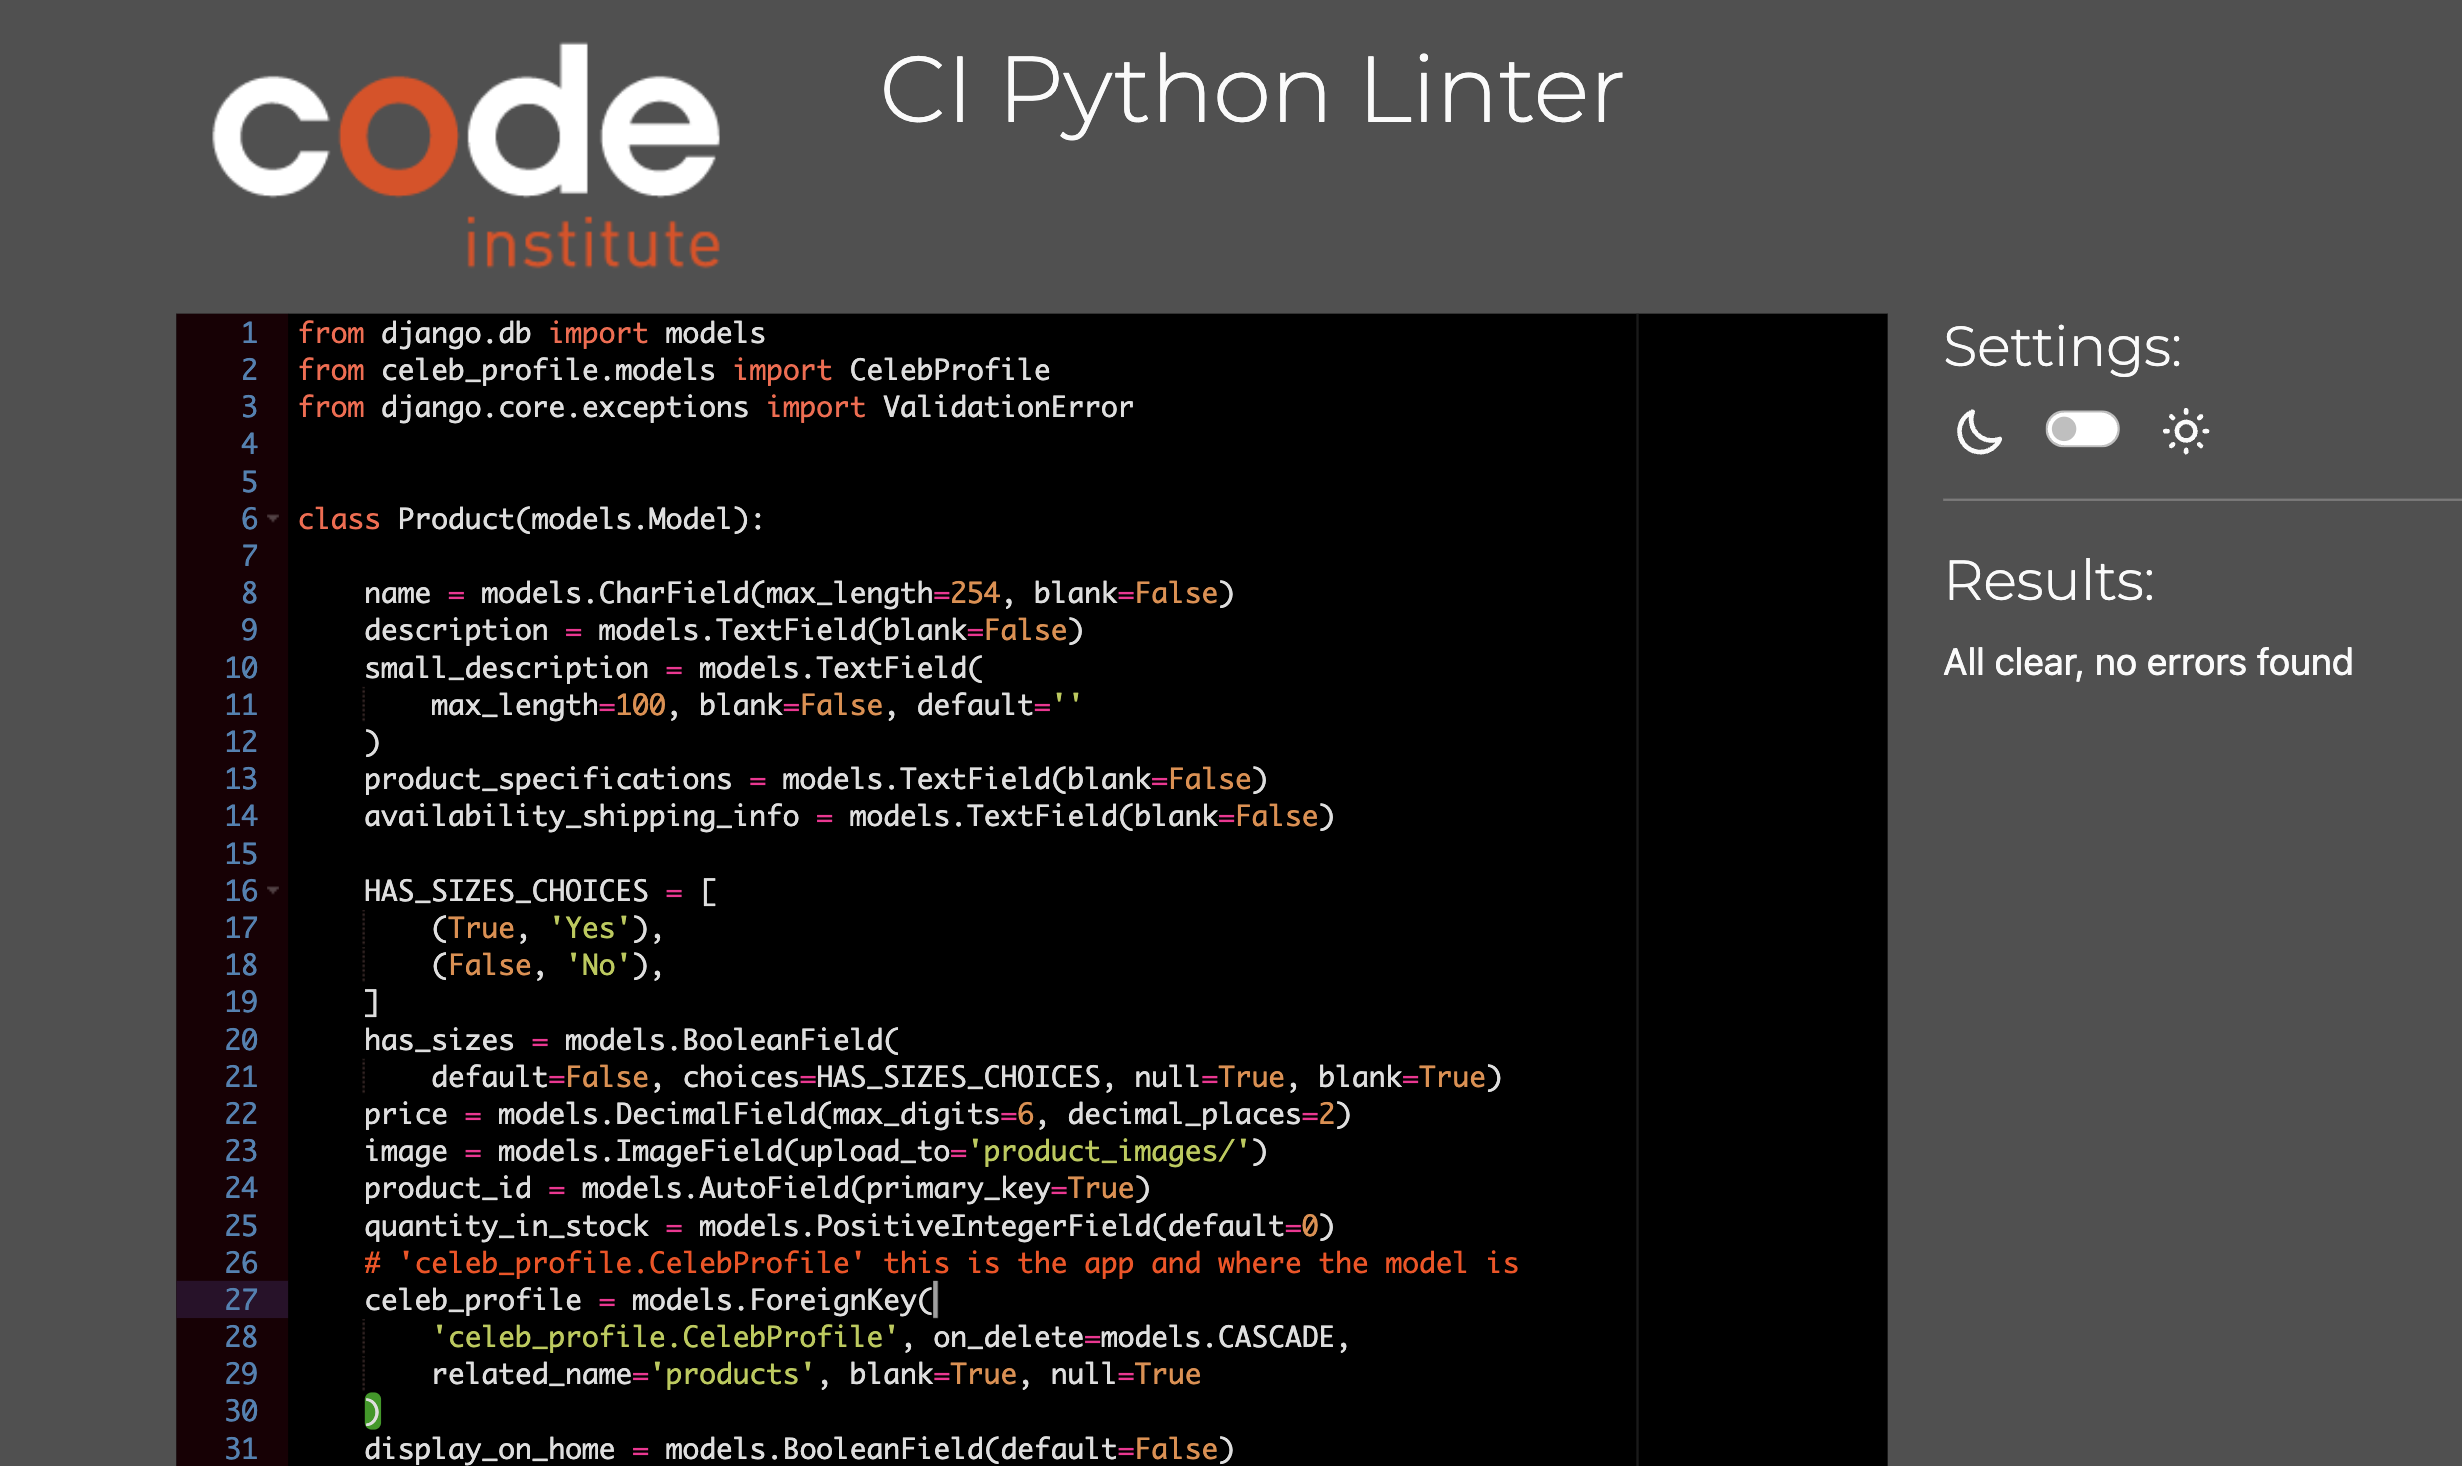 code
institute
CI Python Linter
1 from django.db import models
2 from celeb_profile.models import CelebProfile
3 from django.core.exceptions import ValidationError
4
5
6 class Product(models.Model):
7
8     name = models.CharField(max_length=254, blank=False)
9     description = models.TextField(blank=False)
10     small_description = models.TextField(
11         max_length=100, blank=False, default=''
12     )
13     product_specifications = models.TextField(blank=False)
14     availability_shipping_info = models.TextField(blank=False)
15
16     HAS_SIZES_CHOICES = [
17         (True, 'Yes'),
18         (False, 'No'),
19     ]
20     has_sizes = models.BooleanField(
21         default=False, choices=HAS_SIZES_CHOICES, null=True, blank=True)
22     price = models.DecimalField(max_digits=6, decimal_places=2)
23     image = models.ImageField(upload_to='product_images/')
24     product_id = models.AutoField(primary_key=True)
25     quantity_in_stock = models.PositiveIntegerField(default=0)
26     # 'celeb_profile.CelebProfile' this is the app and where the model is
27     celeb_profile = models.ForeignKey(
28         'celeb_profile.CelebProfile', on_delete=models.CASCADE,
29         related_name='products', blank=True, null=True
30     )
31     display_on_home = models.BooleanField(default=False)
Settings:
Results:
All clear, no errors found